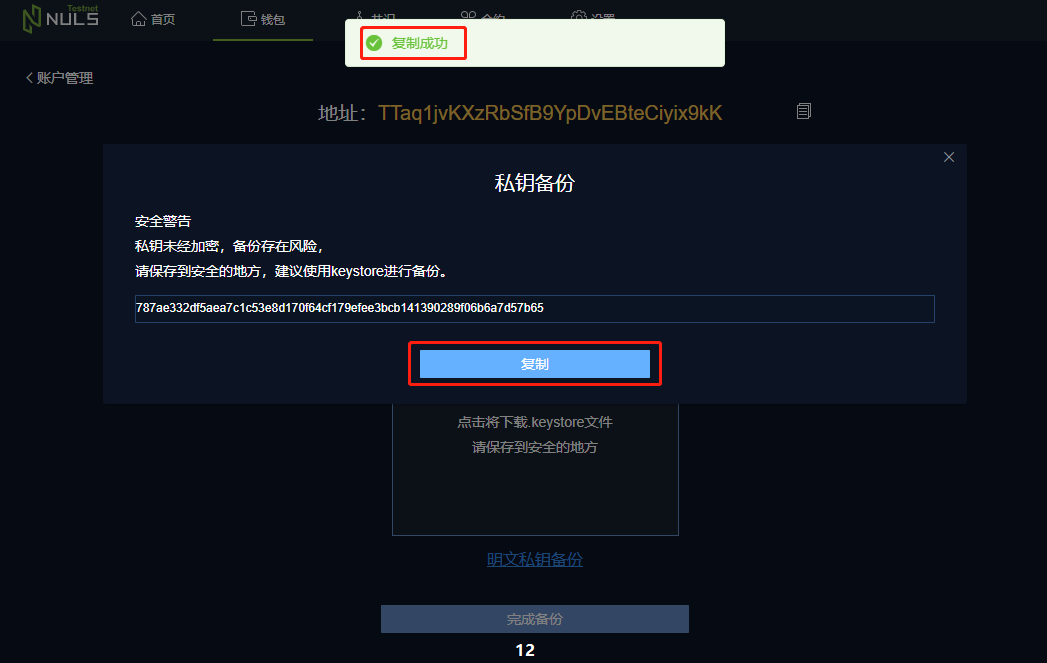 Testnet
NULS
首页
钱包
共识
合约
设置
复制成功
账户管理
地址：TTaq1jvKXzRbSfB9YpDvEBteCiyix9kK
私钥备份
安全警告
私钥未经加密，备份存在风险，
请保存到安全的地方，建议使用keystore进行备份。
787ae332df5aea7c1c53e8d170f64cf179efee3bcb141390289f06b6a7d57b65
复制
点击将下载.keystore文件
请保存到安全的地方
明文私钥备份
完成备份
12